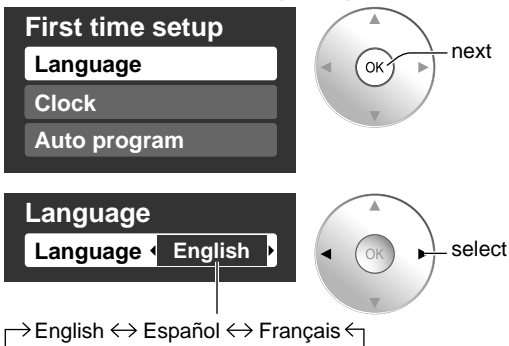 First time setup
Language
Clock
Auto program
OK
next
Language
Language English
OK
select
English ↔ Español ↔ Français